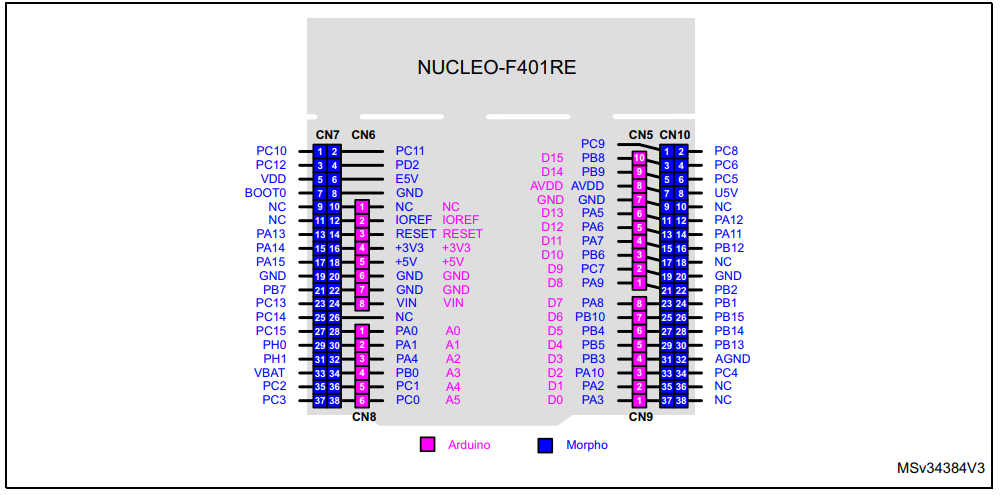 NUCLEO-F401RE
CN7 CN6 CN5 CN10
PC9
PC10 1 2 PC11 1 2 PC8
PC12 3 4 PD2 D15 PB8 10 3 4 PC6
VDD 5 6 E5V D14 PB9 9 5 6 PC5
BOOT0 7 8 GND AVDD AVDD 8 7 8 U5V
NC 9 10 1 NC NC GND GND 7 9 10 NC
NC 11 12 2 IOREF IOREF D13 PA5 6 11 12 PA12
PA13 13 14 3 RESET RESET D12 PA6 5 13 14 PA11
PA14 15 16 4 +3V3 +3V3 D11 PA7 4 15 16 PB12
PA15 17 18 5 +5V +5V D10 PB6 3 17 18 NC
GND 19 20 6 GND GND D9 PC7 2 19 20 GND
PB7 21 22 7 GND GND D8 PA9 1 21 22 PB2
PC13 23 24 8 VIN VIN D7 PA8 8 23 24 PB1
PC14 25 26 NC D6 PB10 7 25 26 PB15
PC15 27 28 1 PA0 A0 D5 PB4 6 27 28 PB14
PH0 29 30 2 PA1 A1 D4 PB5 5 29 30 PB13
PH1 31 32 3 PA4 A2 D3 PB3 4 31 32 AGND
VBAT 33 34 4 PB0 A3 D2 PA10 3 33 34 PC4
PC2 35 36 5 PC1 A4 D1 PA2 2 35 36 NC
PC3 37 38 6 PC0 A5 D0 PA3 1 37 38 NC
CN8 CN9
Arduino Morpho
MSv34384V3